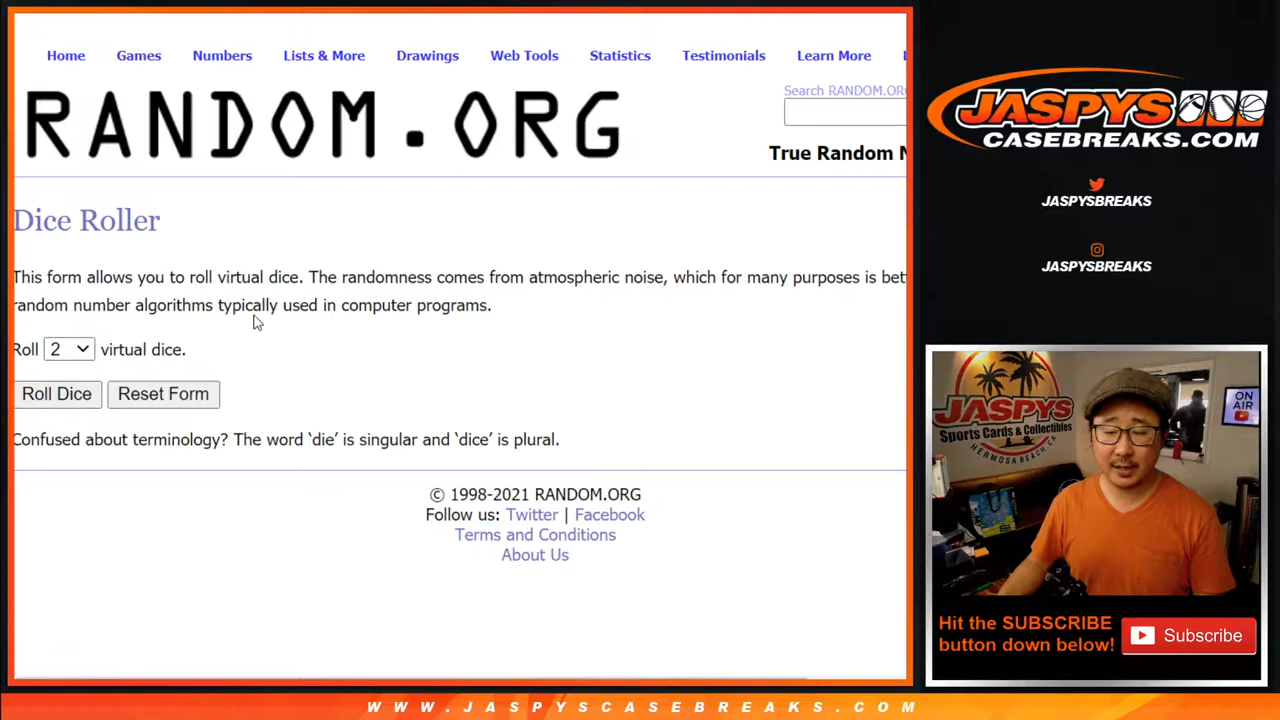 Home Games Numbers Lists & More Drawings Web Tools Statistics Testimonials Learn More
RANDOM.ORG
Search RANDOM.ORG
True Random N
Dice Roller
This form allows you to roll virtual dice. The randomness comes from atmospheric noise, which for many purposes is bet
random number algorithms typically used in computer programs.
Roll 2 virtual dice.
Roll Dice Reset Form
Confused about terminology? The word ‘die’ is singular and ‘dice’ is plural.
© 1998-2021 RANDOM.ORG
Follow us: Twitter | Facebook
Terms and Conditions
About Us
JASPYS
CASEBREAKS.COM
JASPYSBREAKS
JASPYSBREAKS
JASPYS
Sports Cards & Collectibles
HERMOSA BEACH CA
ON
AIR
Hit the SUBSCRIBE
button down below!
Subscribe
WWW.JASPYSCASEBREAKS.COM